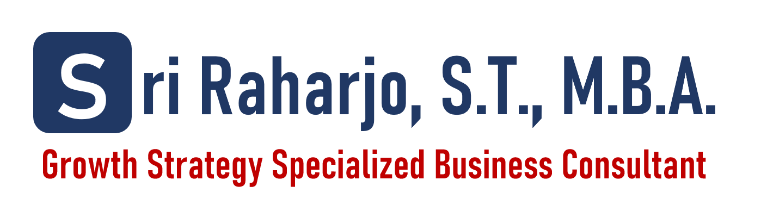 Sri Raharjo, S.T., M.B.A.
Growth Strategy Specialized Business Consultant